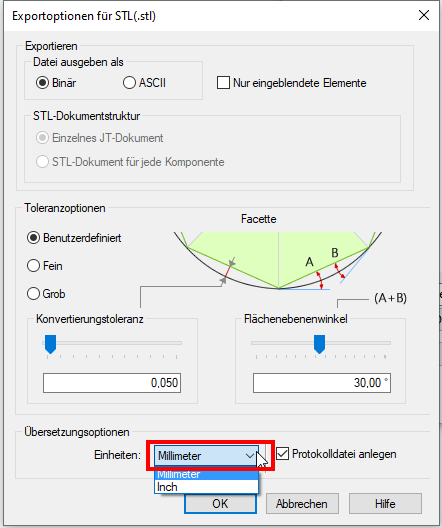 Exportoptionen für STL(.stl)
Exportieren
Datei ausgeben als
Binär
ASCII
Nur eingeblendete Elemente
STL-Dokumentstruktur
Einzelnes JT-Dokument
STL-Dokument für jede Komponente
Toleranzoptionen
Facette
Benutzerdefiniert
A
B
Fein
Grob
(A+B)
Konvertierungstoleranz
Flächenebenenwinkel
0,050
30,00 °
Übersetzungsoptionen
Einheiten:
Millimeter
Protokolldatei anlegen
Millimeter
Inch
OK
Abbrechen
Hilfe